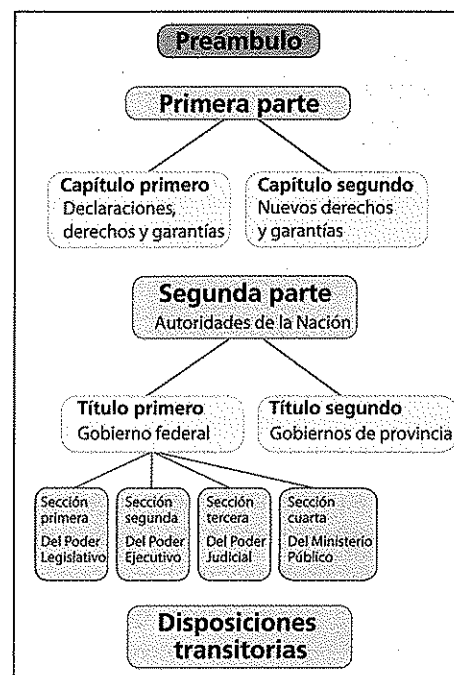 Preámbulo
Primera parte
Capítulo primero
Declaraciones,
derechos y garantías
Capítulo segundo
Nuevos derechos
y garantías
Segunda parte
Autoridades de la Nación
Título primero
Gobierno federal
Título segundo
Gobiernos de provincia
Sección
primera
Del Poder
Legislativo
Sección
segunda
Del Poder
Ejecutivo
Sección
tercera
Del Poder
Judicial
Sección
cuarta
Del Ministerio
Público
Disposiciones
transitorias